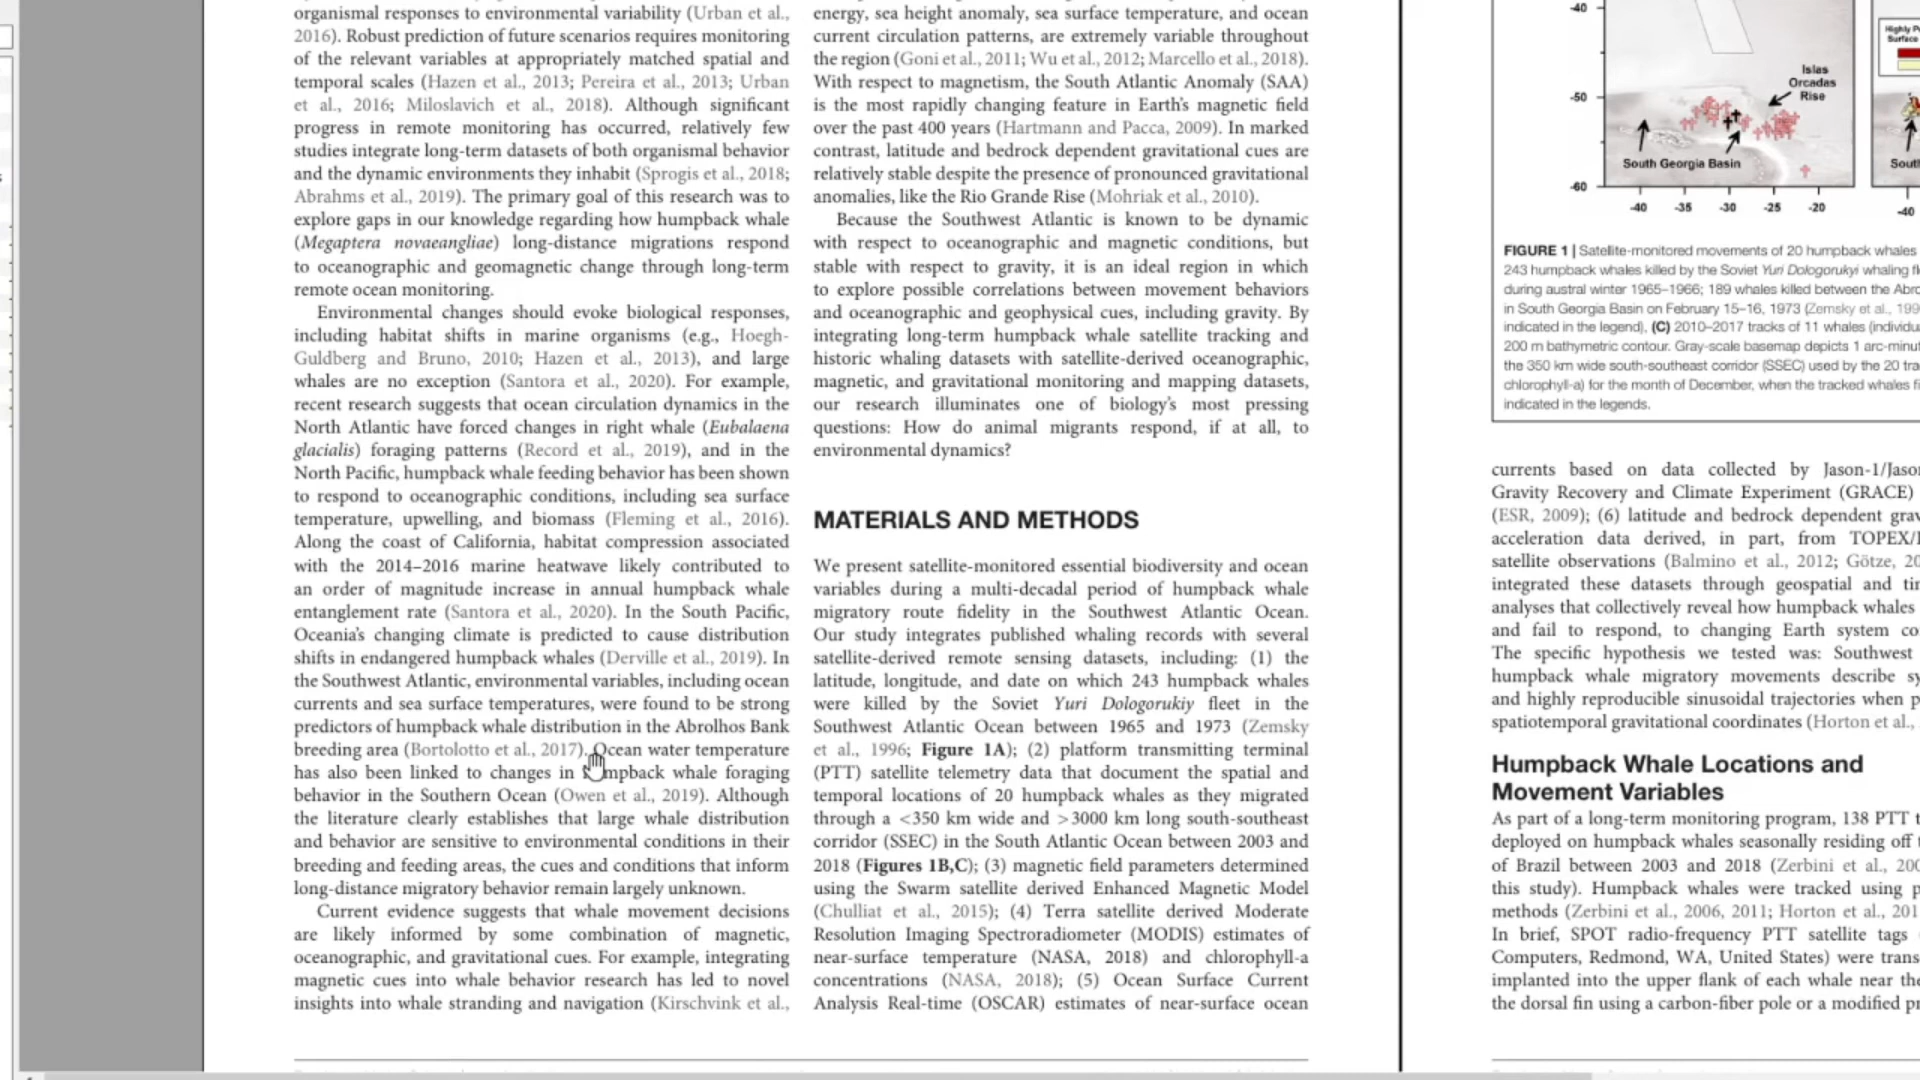 organismal responses to environmental variability (Urban et al.,
2016). Robust prediction of future scenarios requires monitoring
of the relevant variables at appropriately matched spatial and
temporal scales (Hazen et al., 2013; Pereira et al., 2013; Urban
et al., 2016; Miloslavich et al., 2018). Although significant
progress in remote monitoring has occurred, relatively few
studies integrate long-term datasets of both organismal behavior
and the dynamic environments they inhabit (Sprogis et al., 2018;
Abrahms et al., 2019). The primary goal of this research was to
explore gaps in our knowledge regarding how humpback whale
(Megaptera novaeangliae) long-distance migrations respond
to oceanographic and geomagnetic change through long-term
remote ocean monitoring.
Environmental changes should evoke biological responses,
including habitat shifts in marine organisms (e.g., Hoegh-
Guldberg and Bruno, 2010; Hazen et al., 2013), and large
whales are no exception (Santora et al., 2020). For example,
recent research suggests that ocean circulation dynamics in the
North Atlantic have forced changes in right whale (Eubalaena
glacialis) foraging patterns (Record et al., 2019), and in the
North Pacific, humpback whale feeding behavior has been shown
to respond to oceanographic conditions, including sea surface
temperature, upwelling, and biomass (Fleming et al., 2016).
Along the coast of California, habitat compression associated
with the 2014–2016 marine heatwave likely contributed to
an order of magnitude increase in annual humpback whale
entanglement rate (Santora et al., 2020). In the South Pacific,
Oceania's changing climate is predicted to cause distribution
shifts in endangered humpback whales (Derville et al., 2019). In
the Southwest Atlantic, environmental variables, including ocean
currents and sea surface temperatures, were found to be strong
predictors of humpback whale distribution in the Abrolhos Bank
breeding area (Bortolotto et al., 2017). Ocean water temperature
has also been linked to changes in humpback whale foraging
behavior in the Southern Ocean (Owen et al., 2019). Although
the literature clearly establishes that large whale distribution
and behavior are sensitive to environmental conditions in their
breeding and feeding areas, the cues and conditions that inform
long-distance migratory behavior remain largely unknown.
Current evidence suggests that whale movement decisions
are likely informed by some combination of magnetic,
oceanographic, and gravitational cues. For example, integrating
magnetic cues into whale behavior research has led to novel
insights into whale stranding and navigation (Kirschvink et al.,
energy, sea height anomaly, sea surface temperature, and ocean
current circulation patterns, are extremely variable throughout
the region (Goni et al., 2011; Wu et al., 2012; Marcello et al., 2018).
With respect to magnetism, the South Atlantic Anomaly (SAA)
is the most rapidly changing feature in Earth's magnetic field
over the past 400 years (Hartmann and Pacca, 2009). In marked
contrast, latitude and bedrock dependent gravitational cues are
relatively stable despite the presence of pronounced gravitational
anomalies, like the Rio Grande Rise (Mohriak et al., 2010).
Because the Southwest Atlantic is known to be dynamic
with respect to oceanographic and magnetic conditions, but
stable with respect to gravity, it is an ideal region in which
to explore possible correlations between movement behaviors
and oceanographic and geophysical cues, including gravity. By
integrating long-term humpback whale satellite tracking and
historic whaling datasets with satellite-derived oceanographic,
magnetic, and gravitational monitoring and mapping datasets,
our research illuminates one of biology's most pressing
questions: How do animal migrants respond, if at all, to
environmental dynamics?
MATERIALS AND METHODS
We present satellite-monitored essential biodiversity and ocean
variables during a multi-decadal period of humpback whale
migratory route fidelity in the Southwest Atlantic Ocean.
Our study integrates published whaling records with several
satellite-derived remote sensing datasets, including: (1) the
latitude, longitude, and date on which 243 humpback whales
were killed by the Soviet Yuri Dologorukiy fleet in the
Southwest Atlantic Ocean between 1965 and 1973 (Zemsky
et al., 1996; Figure 1A); (2) platform transmitting terminal
(PTT) satellite telemetry data that document the spatial and
temporal locations of 20 humpback whales as they migrated
through a <350 km wide and >3000 km long south-southeast
corridor (SSEC) in the South Atlantic Ocean between 2003 and
2018 (Figures 1B,C); (3) magnetic field parameters determined
using the Swarm satellite derived Enhanced Magnetic Model
(Chulliat et al., 2015); (4) Terra satellite derived Moderate
Resolution Imaging Spectroradiometer (MODIS) estimates of
near-surface temperature (NASA, 2018) and chlorophyll-a
concentrations (NASA, 2018); (5) Ocean Surface Current
Analysis Real-time (OSCAR) estimates of near-surface ocean
-40
Highly
Surface
Islas
Orcadas
Rise
-50
South Georgia Basin
-60
-40 -35 -30 -25 -20
-40
FIGURE 1 | Satellite-monitored movements of 20 humpback whales
243 humpback whales killed by the Soviet Yuri Dologorukyi whaling
during austral winter 1965–1966; 189 whales killed between the
in South Georgia Basin on February 15–16, 1973 (Zemsky et al.,
indicated in the legend), (C) 2010–2017 tracks of 11 whales
200 m bathymetric contour. Gray-scale basemap depicts 1
the 350 km wide south-southeast corridor (SSEC) used by the 20
chlorophyll-a) for the month of December, when the tracked whales
indicated in the legends.
currents based on data collected by
Gravity Recovery and Climate Experiment (GRACE)
(ESR, 2009); (6) latitude and bedrock dependent
acceleration data derived, in part, from
satellite observations (Balmino et al., 2012; Götze,
integrated these datasets through geospatial and
analyses that collectively reveal how humpback whales
and fail to respond, to changing Earth system
The specific hypothesis we tested was: Southwest
humpback whale migratory movements describe
and highly reproducible sinusoidal trajectories when
spatiotemporal gravitational coordinates (Horton et al.,
Humpback Whale Locations and
Movement Variables
As part of a long-term monitoring program, 138 PTT
deployed on humpback whales seasonally residing off
of Brazil between 2003 and 2018 (Zerbini et al.,
this study). Humpback whales were tracked using
methods (Zerbini et al., 2006, 2011; Horton et al.,
In brief, SPOT radio-frequency PTT satellite tags
Computers, Redmond, WA, United States) were
implanted into the upper flank of each whale near
the dorsal fin using a carbon-fiber pole or a modified